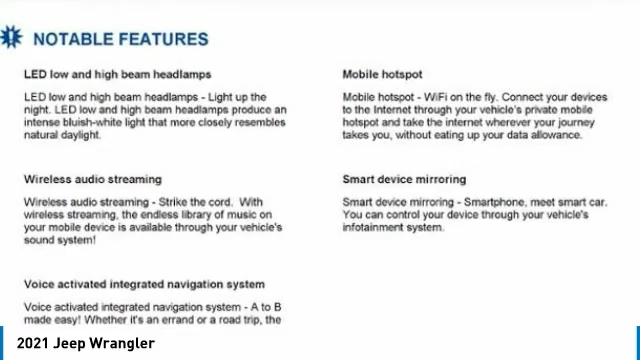 NOTABLE FEATURES
LED low and high beam headlamps
LED low and high beam headlamps - Light up the
night. LED low and high beam headlamps produce an
intense bluish-white light that more closely resembles
natural daylight.
Wireless audio streaming
Wireless audio streaming - Strike the cord.  With
wireless streaming, the endless library of music on
your mobile device is available through your vehicle's
sound system!
Voice activated integrated navigation system
Voice activated integrated navigation system - A to B
made easy! Whether it's an errand or a road trip, the
Mobile hotspot
Mobile hotspot - WiFi on the fly. Connect your devices
to the Internet through your vehicle's private mobile
hotspot and take the internet wherever your journey
takes you, without eating up your data allowance.
Smart device mirroring
Smart device mirroring - Smartphone, meet smart car.
You can control your device through your vehicle's
infotainment system.
2021 Jeep Wrangler